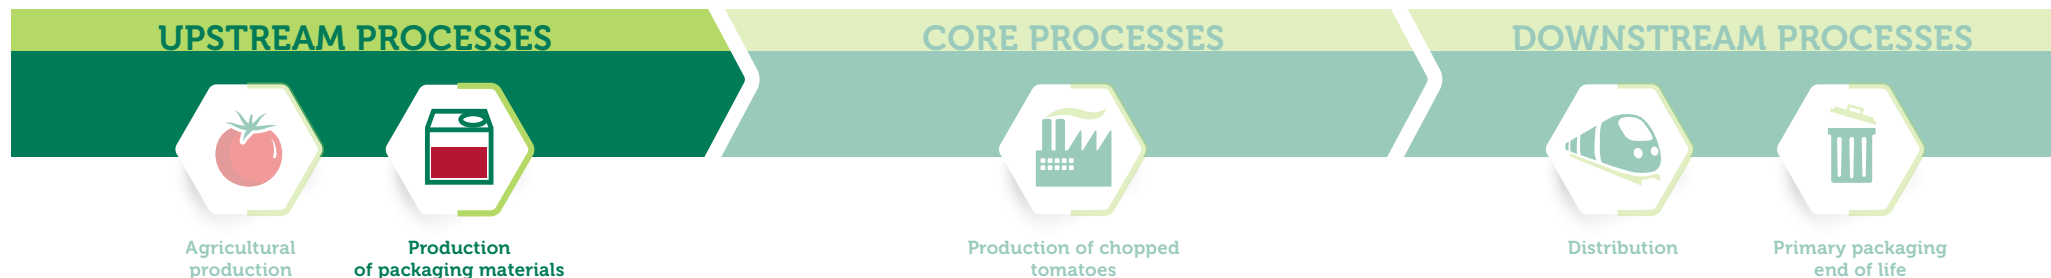 UPSTREAM PROCESSES
CORE PROCESSES
DOWNSTREAM PROCESSES
Agricultural
production
Production
of packaging materials
Production of chopped
tomatoes
Distribution
Primary packaging
end of life